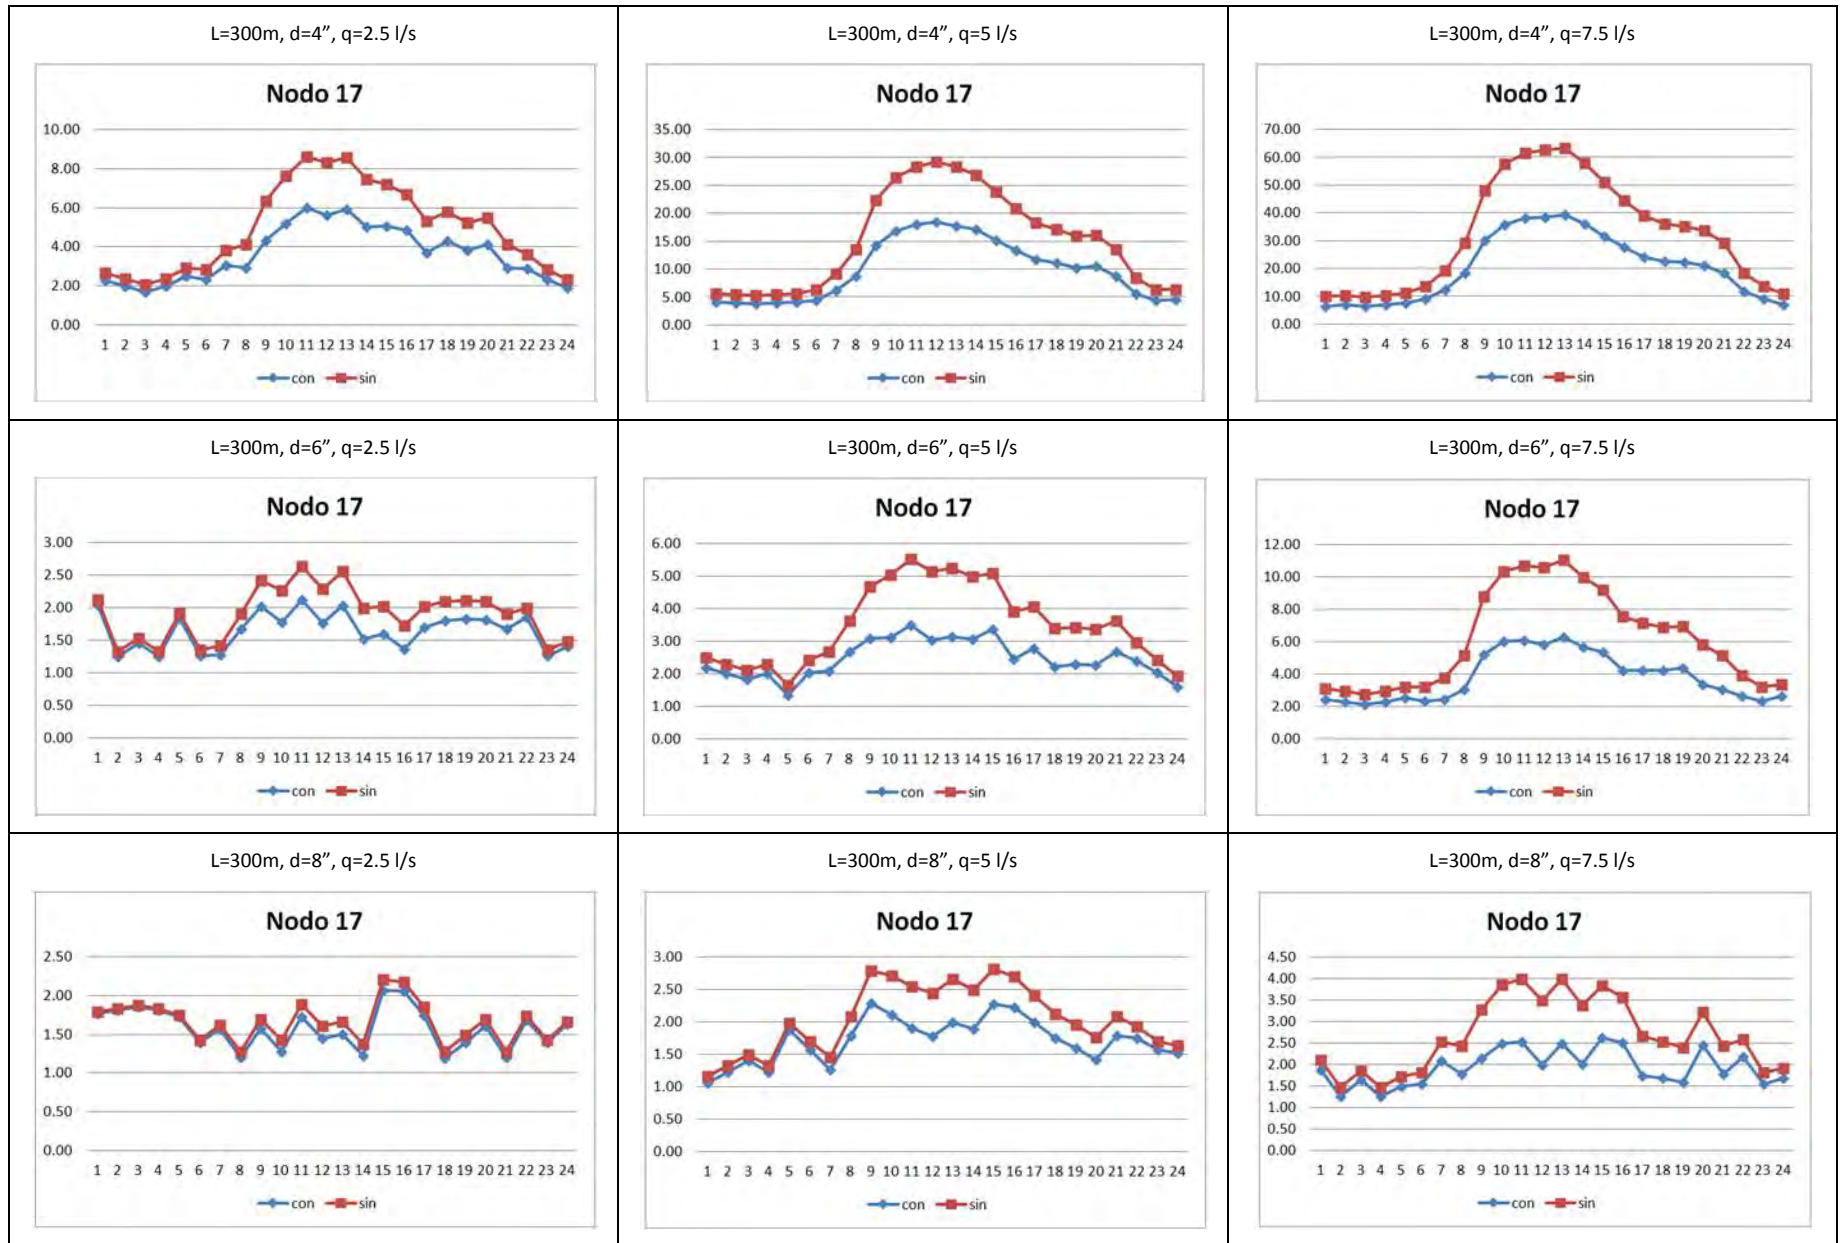 L=300m, d=4”, q=2.5 l/s
Nodo 17
10.00
8.00
6.00
4.00
2.00
0.00
1 2 3 4 5 6 7 8 9 10 11 12 13 14 15 16 17 18 19 20 21 22 23 24
con sin
L=300m, d=4”, q=5 l/s
Nodo 17
35.00
30.00
25.00
20.00
15.00
10.00
5.00
0.00
1 2 3 4 5 6 7 8 9 10 11 12 13 14 15 16 17 18 19 20 21 22 23 24
con sin
L=300m, d=4”, q=7.5 l/s
Nodo 17
70.00
60.00
50.00
40.00
30.00
20.00
10.00
0.00
1 2 3 4 5 6 7 8 9 10 11 12 13 14 15 16 17 18 19 20 21 22 23 24
con sin
L=300m, d=6”, q=2.5 l/s
Nodo 17
3.00
2.50
2.00
1.50
1.00
0.50
0.00
1 2 3 4 5 6 7 8 9 10 11 12 13 14 15 16 17 18 19 20 21 22 23 24
con sin
L=300m, d=6”, q=5 l/s
Nodo 17
6.00
5.00
4.00
3.00
2.00
1.00
0.00
1 2 3 4 5 6 7 8 9 10 11 12 13 14 15 16 17 18 19 20 21 22 23 24
con sin
L=300m, d=6”, q=7.5 l/s
Nodo 17
12.00
10.00
8.00
6.00
4.00
2.00
0.00
1 2 3 4 5 6 7 8 9 10 11 12 13 14 15 16 17 18 19 20 21 22 23 24
con sin
L=300m, d=8”, q=2.5 l/s
Nodo 17
2.50
2.00
1.50
1.00
0.50
0.00
1 2 3 4 5 6 7 8 9 10 11 12 13 14 15 16 17 18 19 20 21 22 23 24
con sin
L=300m, d=8”, q=5 l/s
Nodo 17
3.00
2.50
2.00
1.50
1.00
0.50
0.00
1 2 3 4 5 6 7 8 9 10 11 12 13 14 15 16 17 18 19 20 21 22 23 24
con sin
L=300m, d=8”, q=7.5 l/s
Nodo 17
4.50
4.00
3.50
3.00
2.50
2.00
1.50
1.00
0.50
0.00
1 2 3 4 5 6 7 8 9 10 11 12 13 14 15 16 17 18 19 20 21 22 23 24
con sin